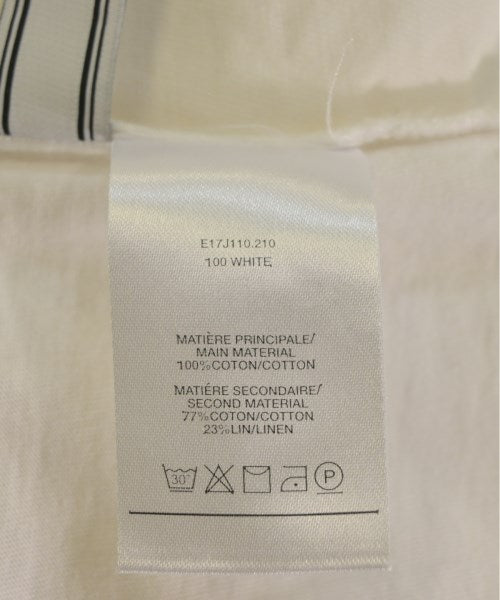 E17J110.210
100 WHITE
MATIÈRE PRINCIPALE/
MAIN MATERIAL
100%COTON/COTTON
MATIÉRE SECONDAIRE/
SECOND MATERIAL
77%COTON/COTTON
23%LIN/LINEN
30°
P